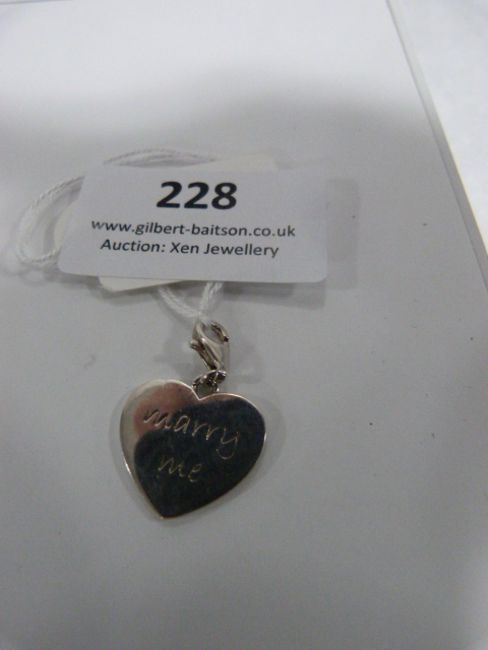 228
www.gilbert-baitson.co.uk
Auction: Xen Jewellery
marry
me